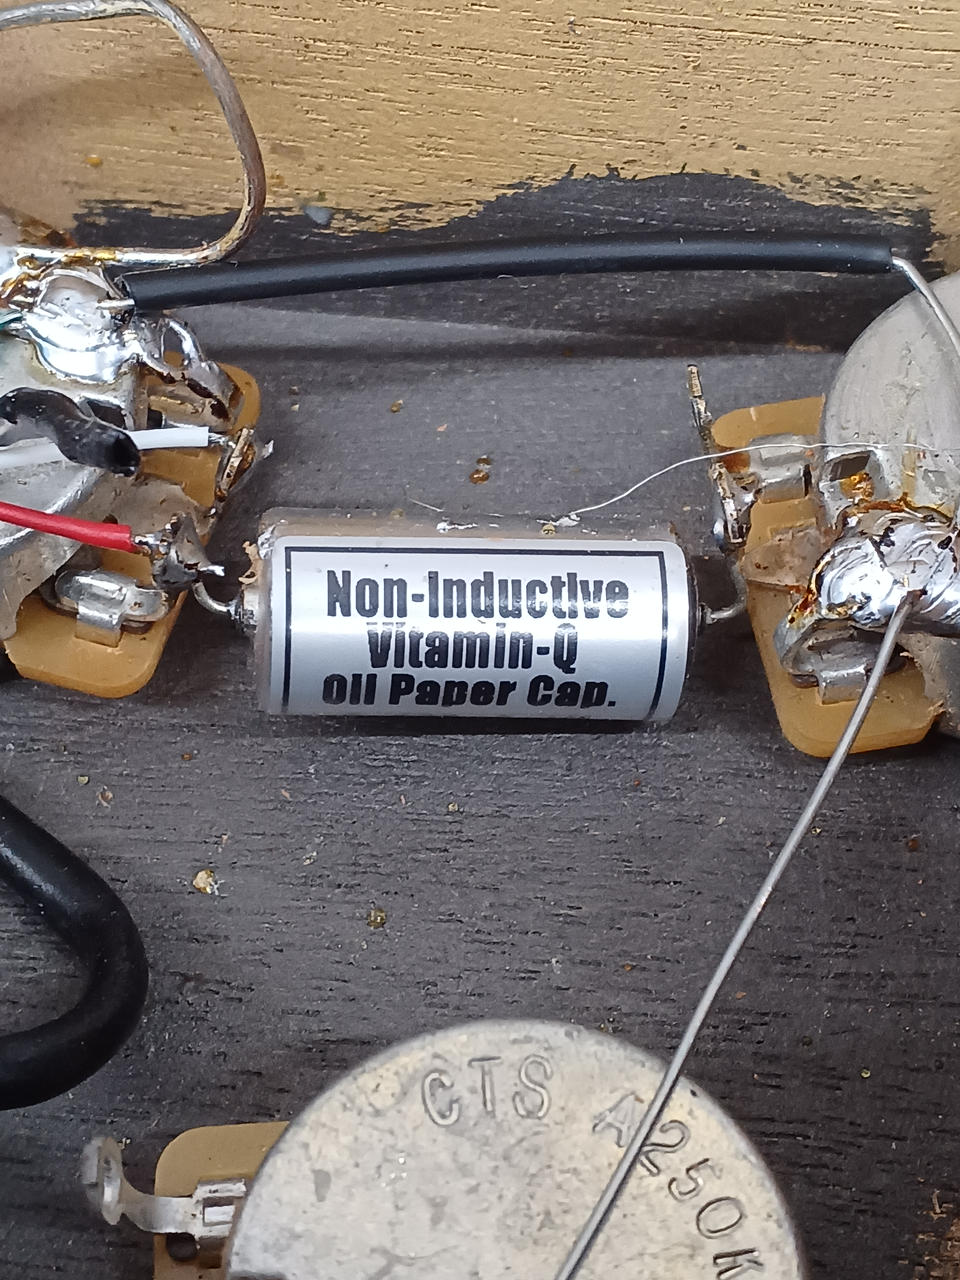 Non-Inductive
Vitamin-Q
Oil Paper Cap.
CTS A250K